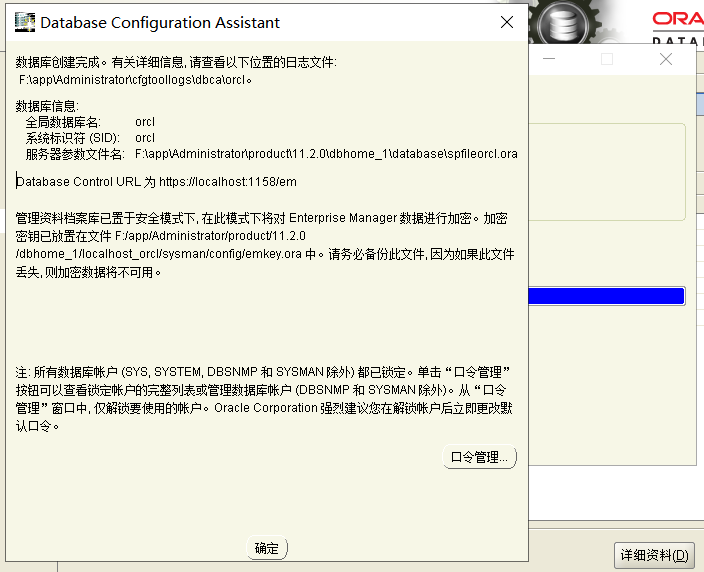 Database Configuration Assistant
数据库创建完成。有关详细信息, 请查看以下位置的日志文件:
F:\app\Administrator\cfgtoollogs\dbca\orcl。
数据库信息:
全局数据库名: orcl
系统标识符 (SID): orcl
服务器参数文件名: F:\app\Administrator\product\11.2.0\dbhome_1\database\spfileorcl.ora
Database Control URL 为 https://localhost:1158/em
管理资料档案库已置于安全模式下, 在此模式下将对 Enterprise Manager 数据进行加密。加密
密钥已放置在文件 F:/app/Administrator/product/11.2.0
/dbhome_1/localhost_orcl/sysman/config/emkey.ora 中。请务必备份此文件, 因为如果此文件
丢失, 则加密数据将不可用。
注: 所有数据库帐户 (SYS, SYSTEM, DBSNMP 和 SYSMAN 除外) 都已锁定。单击“口令管理”
按钮可以查看锁定帐户的完整列表或管理数据库帐户 (DBSNMP 和 SYSMAN 除外)。从“口令
管理”窗口中, 仅解锁要使用的帐户。Oracle Corporation 强烈建议您在解锁帐户后立即更改默
认口令。
口令管理...
确定
ORA
DATAB
详细资料(D)